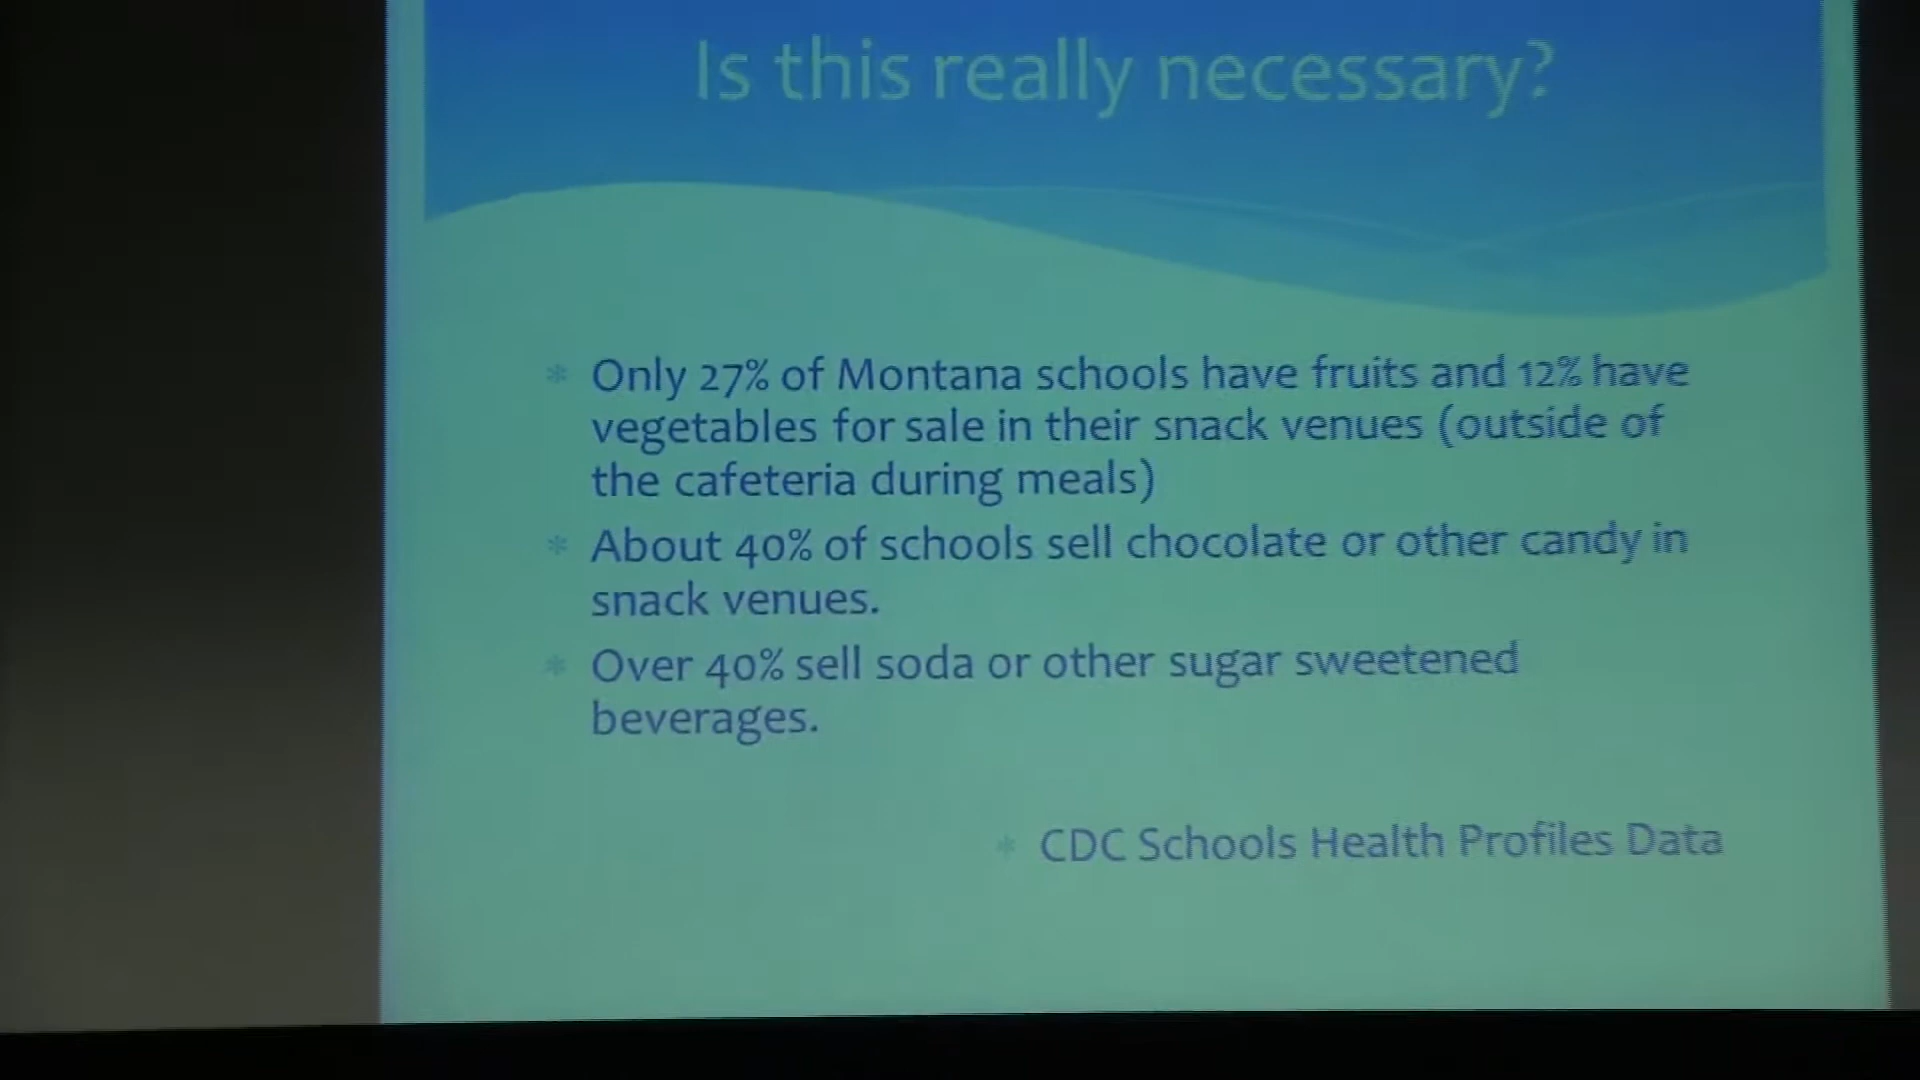 Is this really necessary?
* Only 27% of Montana schools have fruits and 12% have
vegetables for sale in their snack venues (outside of
the cafeteria during meals)
* About 40% of schools sell chocolate or other candy in
snack venues.
* Over 40% sell soda or other sugar sweetened
beverages.
* CDC Schools Health Profiles Data